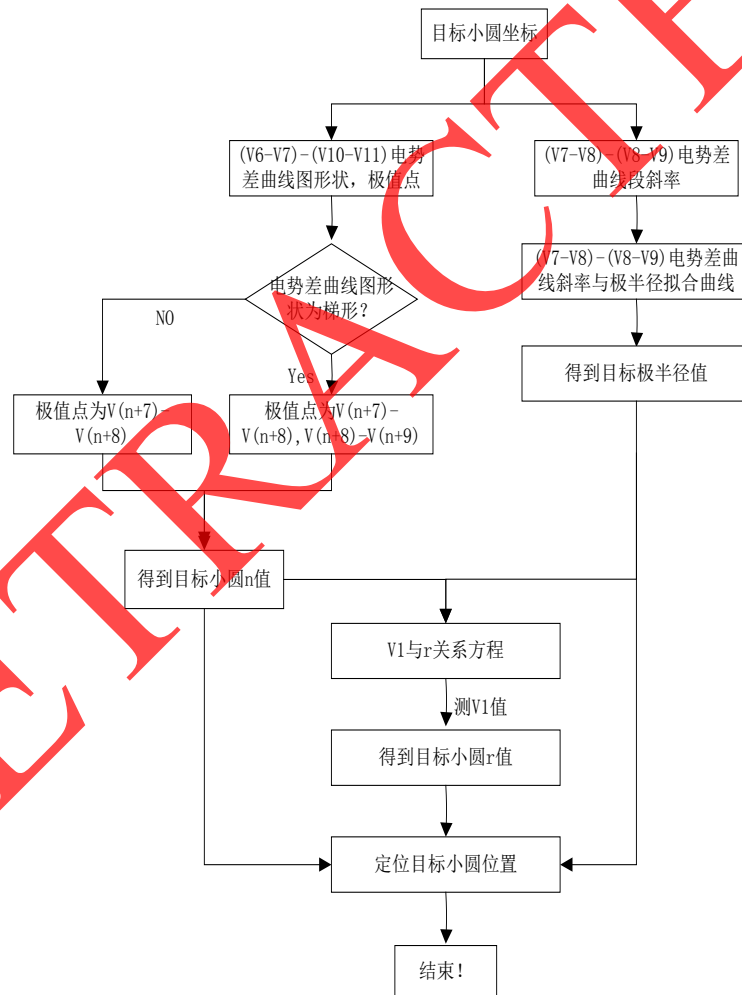 目标小圆坐标
(V6-V7)-(V10-V11)电势
差曲线图形状，极值点
(V7-V8)-(V8-V9)电势差
曲线段斜率
电势差曲线图形
状为梯形？
(V7-V8)-(V8-V9)电势差曲
线斜率与极半径拟合曲线
NO
Yes
得到目标极半径值
极值点为V(n+7)-
V(n+8)
极值点为V(n+7)-
V(n+8),V(n+8)-V(n+9)
得到目标小圆n值
V1与r关系方程
测V1值
得到目标小圆r值
定位目标小圆位置
结束!